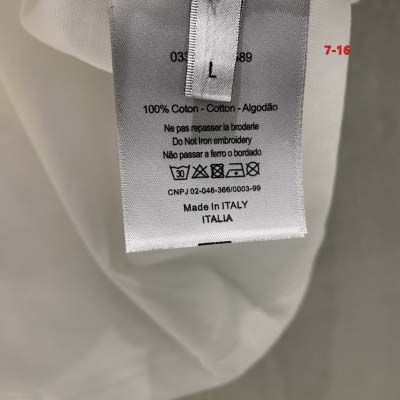 7-16
L
100% Coton - Cotton - Algodão
Ne pas repasser la broderie
Do Not Iron embroidery
Não passar a ferro o bordado
30
CNPJ 02-046-366/0003-99
Made in ITALY
ITALIA